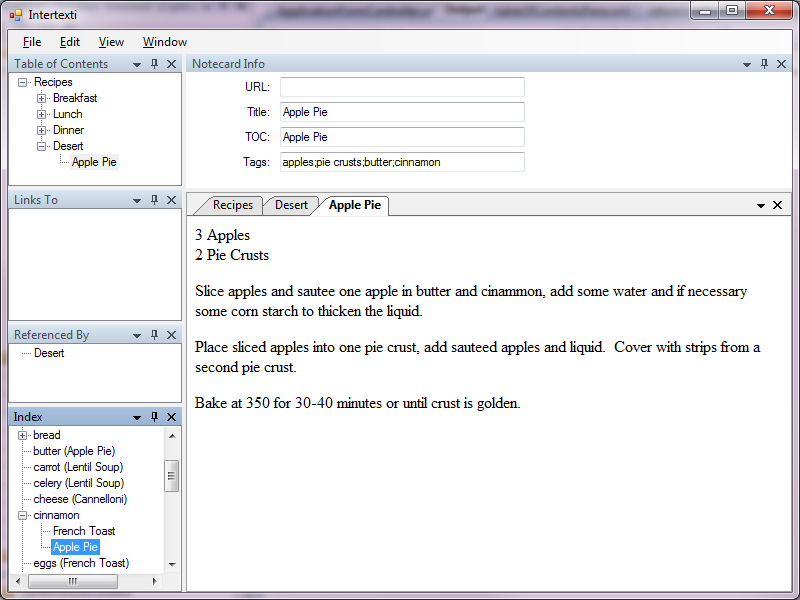 Intertexti
File Edit View Window
Table of Contents
Recipes
Breakfast
Lunch
Dinner
Desert
Apple Pie
Links To
Referenced By
Desert
Index
bread
butter (Apple Pie)
carrot (Lentil Soup)
celery (Lentil Soup)
cheese (Cannelloni)
cinnamon
French Toast
Apple Pie
eggs (French Toast)
Notecard Info
URL:
Title: Apple Pie
TOC: Apple Pie
Tags: apples;pie crusts;butter;cinnamon
Recipes Desert Apple Pie
3 Apples
2 Pie Crusts
Slice apples and sautee one apple in butter and cinammon, add some water and if necessary
some corn starch to thicken the liquid.
Place sliced apples into one pie crust, add sauteed apples and liquid.  Cover with strips from a
second pie crust.
Bake at 350 for 30-40 minutes or until crust is golden.